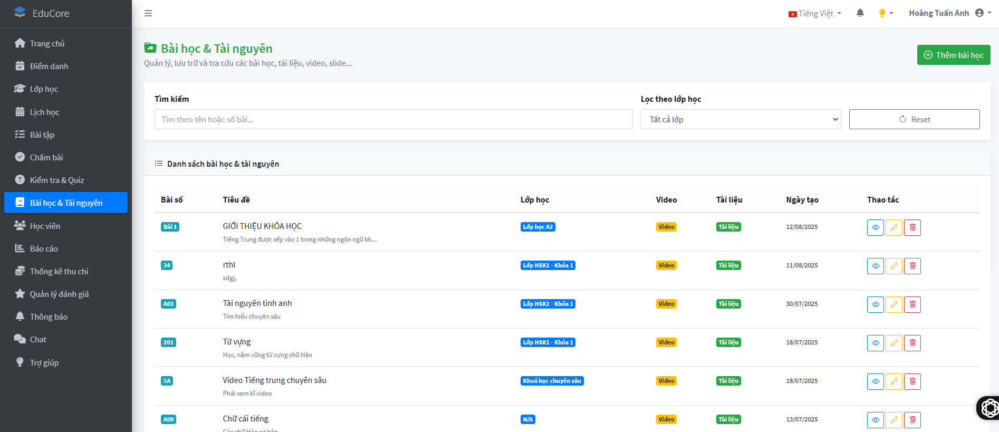 EduCore
Tiếng Việt
Hoàng Tuấn Anh
Trang chủ
Điểm danh
Lớp học
Lịch học
Bài tập
Chấm bài
Kiểm tra & Quiz
Bài học & Tài nguyên
Học viên
Báo cáo
Thống kê thu chi
Quản lý đánh giá
Thông báo
Chat
Trợ giúp
Bài học & Tài nguyên
Quản lý, lưu trữ và tra cứu các bài học, tài liệu, video, slide...
Thêm bài học
Tìm kiếm
Lọc theo lớp học
Tìm theo tên hoặc số bài...
Tất cả lớp
Reset
Danh sách bài học & tài nguyên
Bài số Tiêu đề Lớp học Video Tài liệu Ngày tạo Thao tác
Bài 1 GIỚI THIỆU KHÓA HỌC Lớp học A2 Video Tài liệu 12/08/2025
Tiếng Trung được xếp vào 1 trong những ngôn ngữ kh...
34 rthl Lớp HSK1 - Khóa 1 Video Tài liệu 11/08/2025
sdgj,
A01 Tài nguyên tinh anh Lớp HSK1 - Khóa 1 Video Tài liệu 30/07/2025
Tìm hiểu chuyên sâu
201 Từ vựng Lớp HSK1 - Khóa 1 Video Tài liệu 18/07/2025
Học, nắm vững từ vựng chữ Hán
5A Video Tiếng trung chuyên sâu Khoá học chuyên sâu Video Tài liệu 18/07/2025
Phải xem kĩ video
A00 Chữ cái tiếng N/A Video Tài liệu 13/07/2025
Các chữ Hán cơ bản